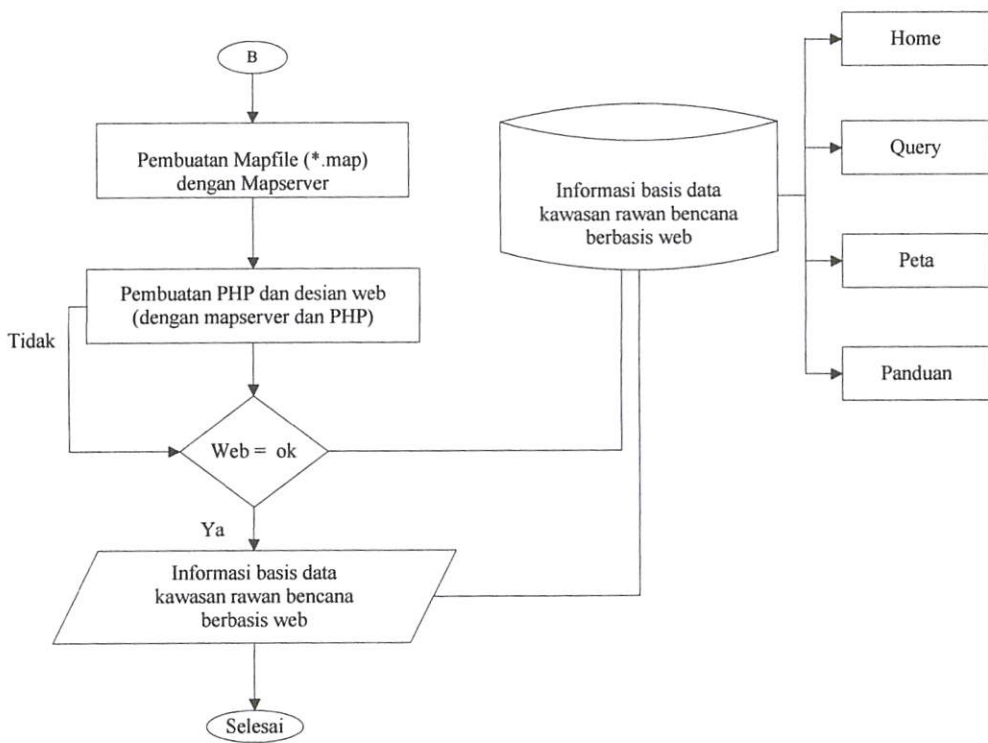 B
Pembuatan Mapfile (*.map)
dengan Mapserver
Pembuatan PHP dan desian web
(dengan mapserver dan PHP)
Tidak
Web = ok
Ya
Informasi basis data
kawasan rawan bencana
berbasis web
Selesai
Informasi basis data
kawasan rawan bencana
berbasis web
Home
Query
Peta
Panduan